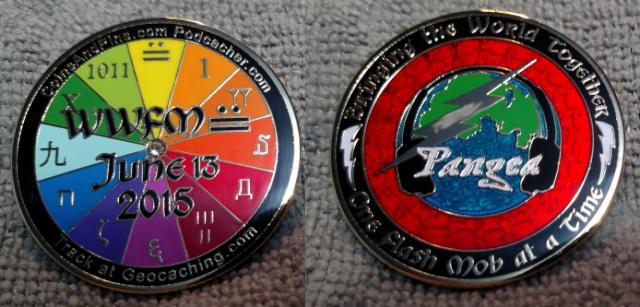 CoinsAndPins.com Podcacher.com
1011
1
WWFM
九
Д
June 13
2015
П
ζ
ξ
Track at Geocaching.com
Bringing the World Together
Pangea
One Flash Mob at a Time